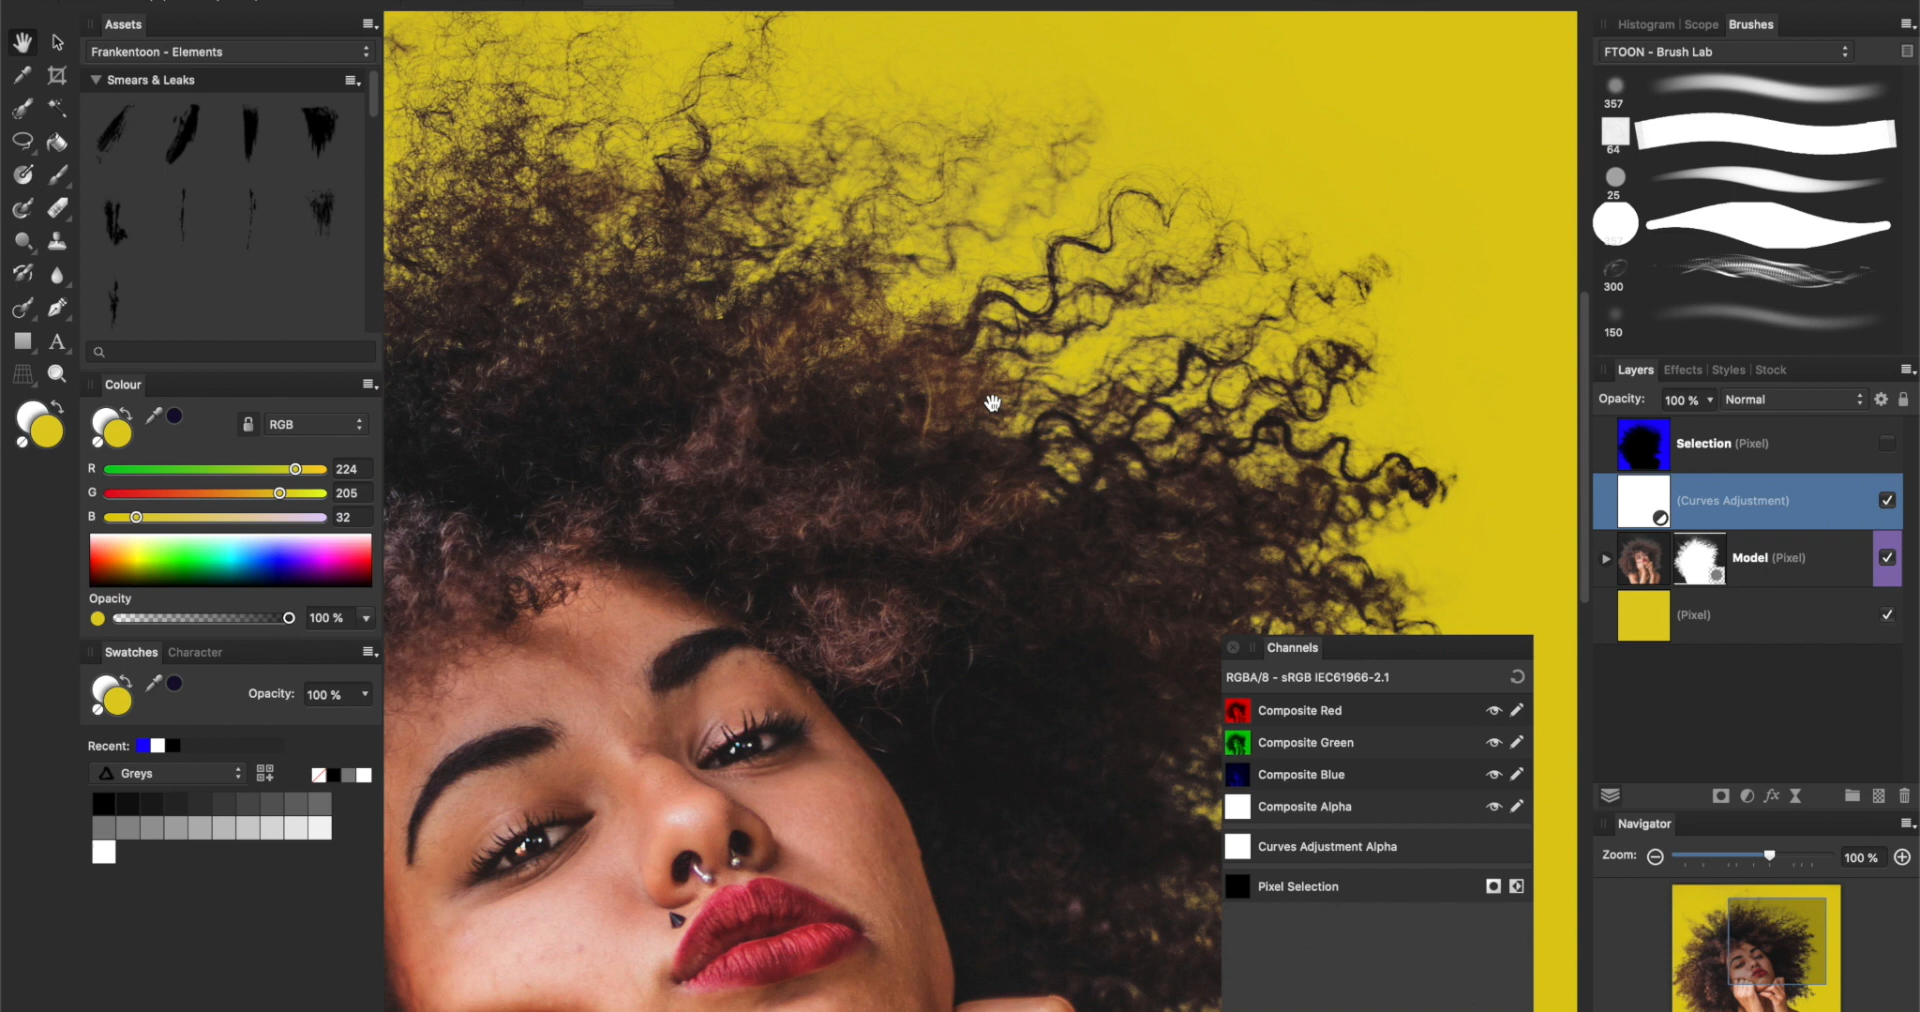 Assets
Frankentoon - Elements
Smears & Leaks
Colour
RGB
R 224
G 205
B 32
Opacity
100 %
Swatches Character
Opacity: 100 %
Recent:
Greys
Channels
RGBA/8 - sRGB IEC61966-2.1
Composite Red
Composite Green
Composite Blue
Composite Alpha
Curves Adjustment Alpha
Pixel Selection
Histogram Scope Brushes
FTOON - Brush Lab
357
64
25
357
300
150
Layers Effects Styles Stock
Opacity: 100 % Normal
Selection (Pixel)
(Curves Adjustment)
Model (Pixel)
(Pixel)
fx
Navigator
Zoom: 100 %